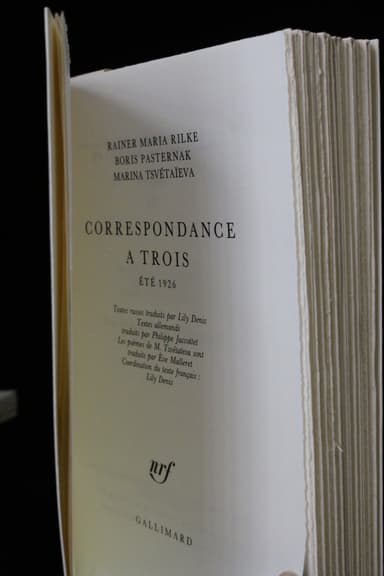 RAINER MARIA RILKE
BORIS PASTERNAK
MARINA TSVÉTAÏEVA
CORRESPONDANCE
A TROIS
ÉTÉ 1926
Textes russes traduits par Lily Denis
Textes allemands
traduits par Philippe Jaccottet
Les poèmes de M. Tsvétaïeva sont
traduits par Ève Malleret
Coordination du texte français :
Lily Denis
nrf
GALLIMARD